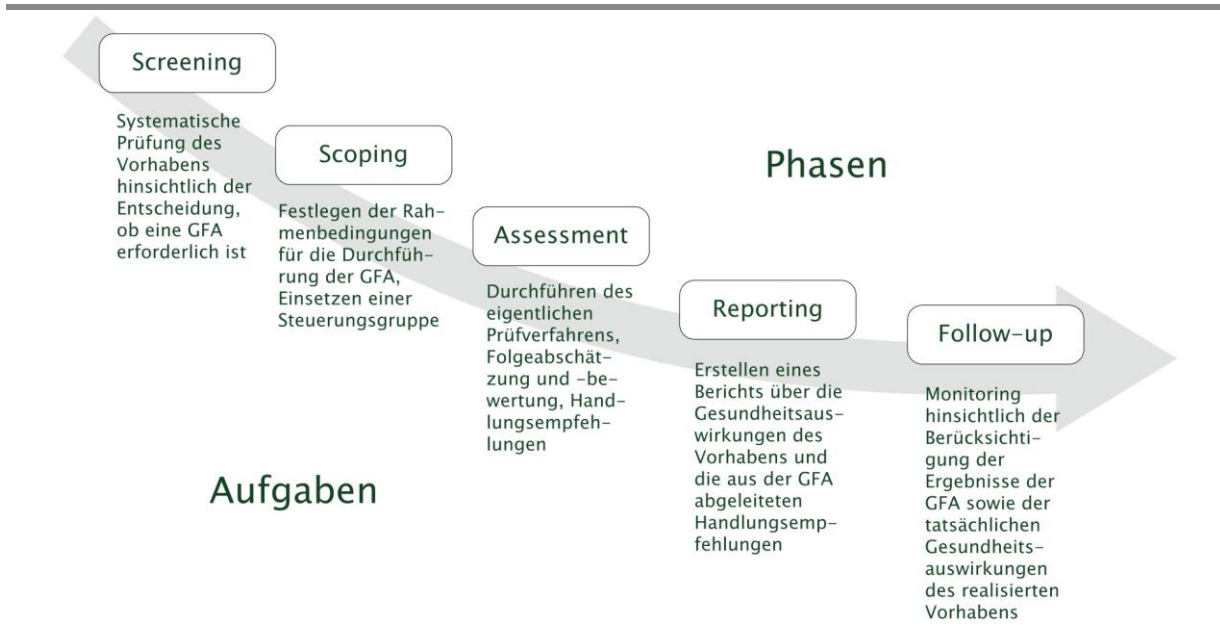 Screening
Systematische
Prüfung des
Vorhabens
hinsichtlich der
Entscheidung,
ob eine GFA
erforderlich ist
Scoping
Festlegen der Rah-
menbedingungen
für die Durchfüh-
rung der GFA,
Einsetzen einer
Steuerungsgruppe
Phasen
Assessment
Durchführen des
eigentlichen
Prüfverfahrens,
Folgeabschät-
zung und -be-
wertung, Hand-
lungsempfeh-
lungen
Reporting
Erstellen eines
Berichts über die
Gesundheitsaus-
wirkungen des
Vorhabens und
die aus der GFA
abgeleiteten
Handlungsemp-
fehlungen
Follow-up
Monitoring
hinsichtlich der
Berücksichti-
gung der
Ergebnisse der
GFA sowie der
tatsächlichen
Gesundheits-
auswirkungen
des realisierten
Vorhabens
Aufgaben